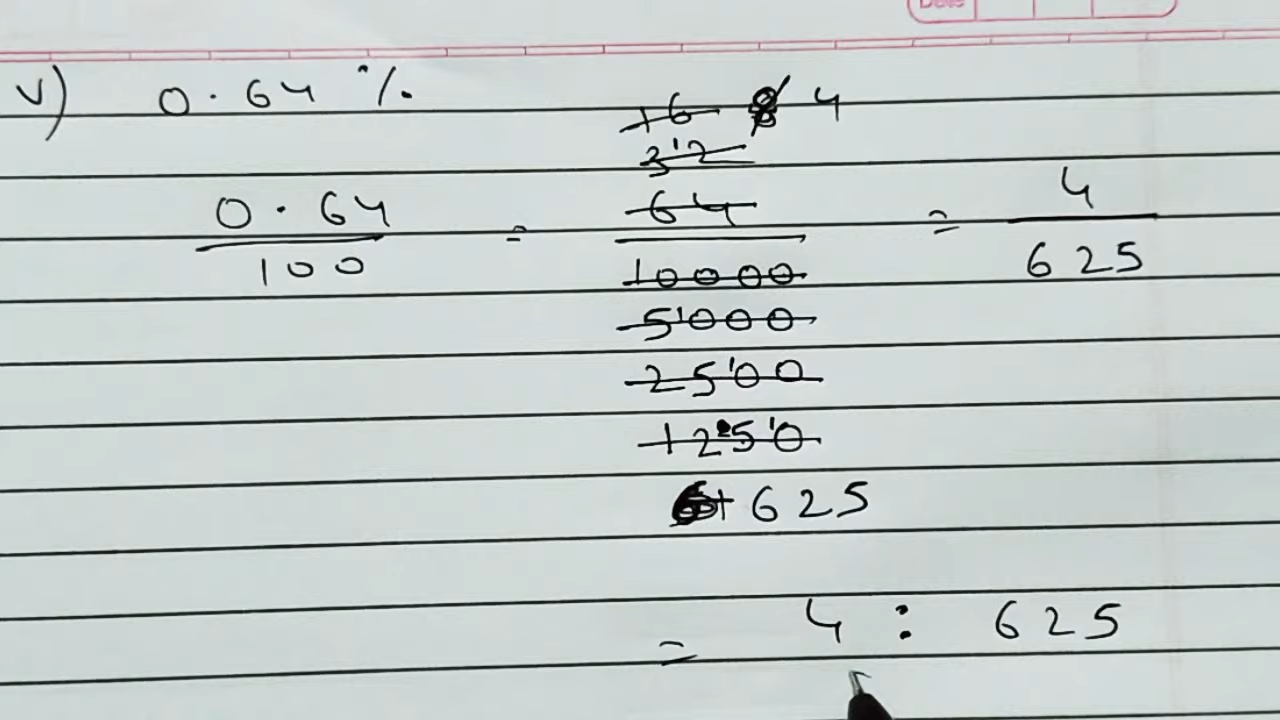 Date
v) 0.64 %
16 8 4
32
0.64 / 100 = 64 / 10000 = 4 / 625
5000
2500
1250
625
= 4 : 625